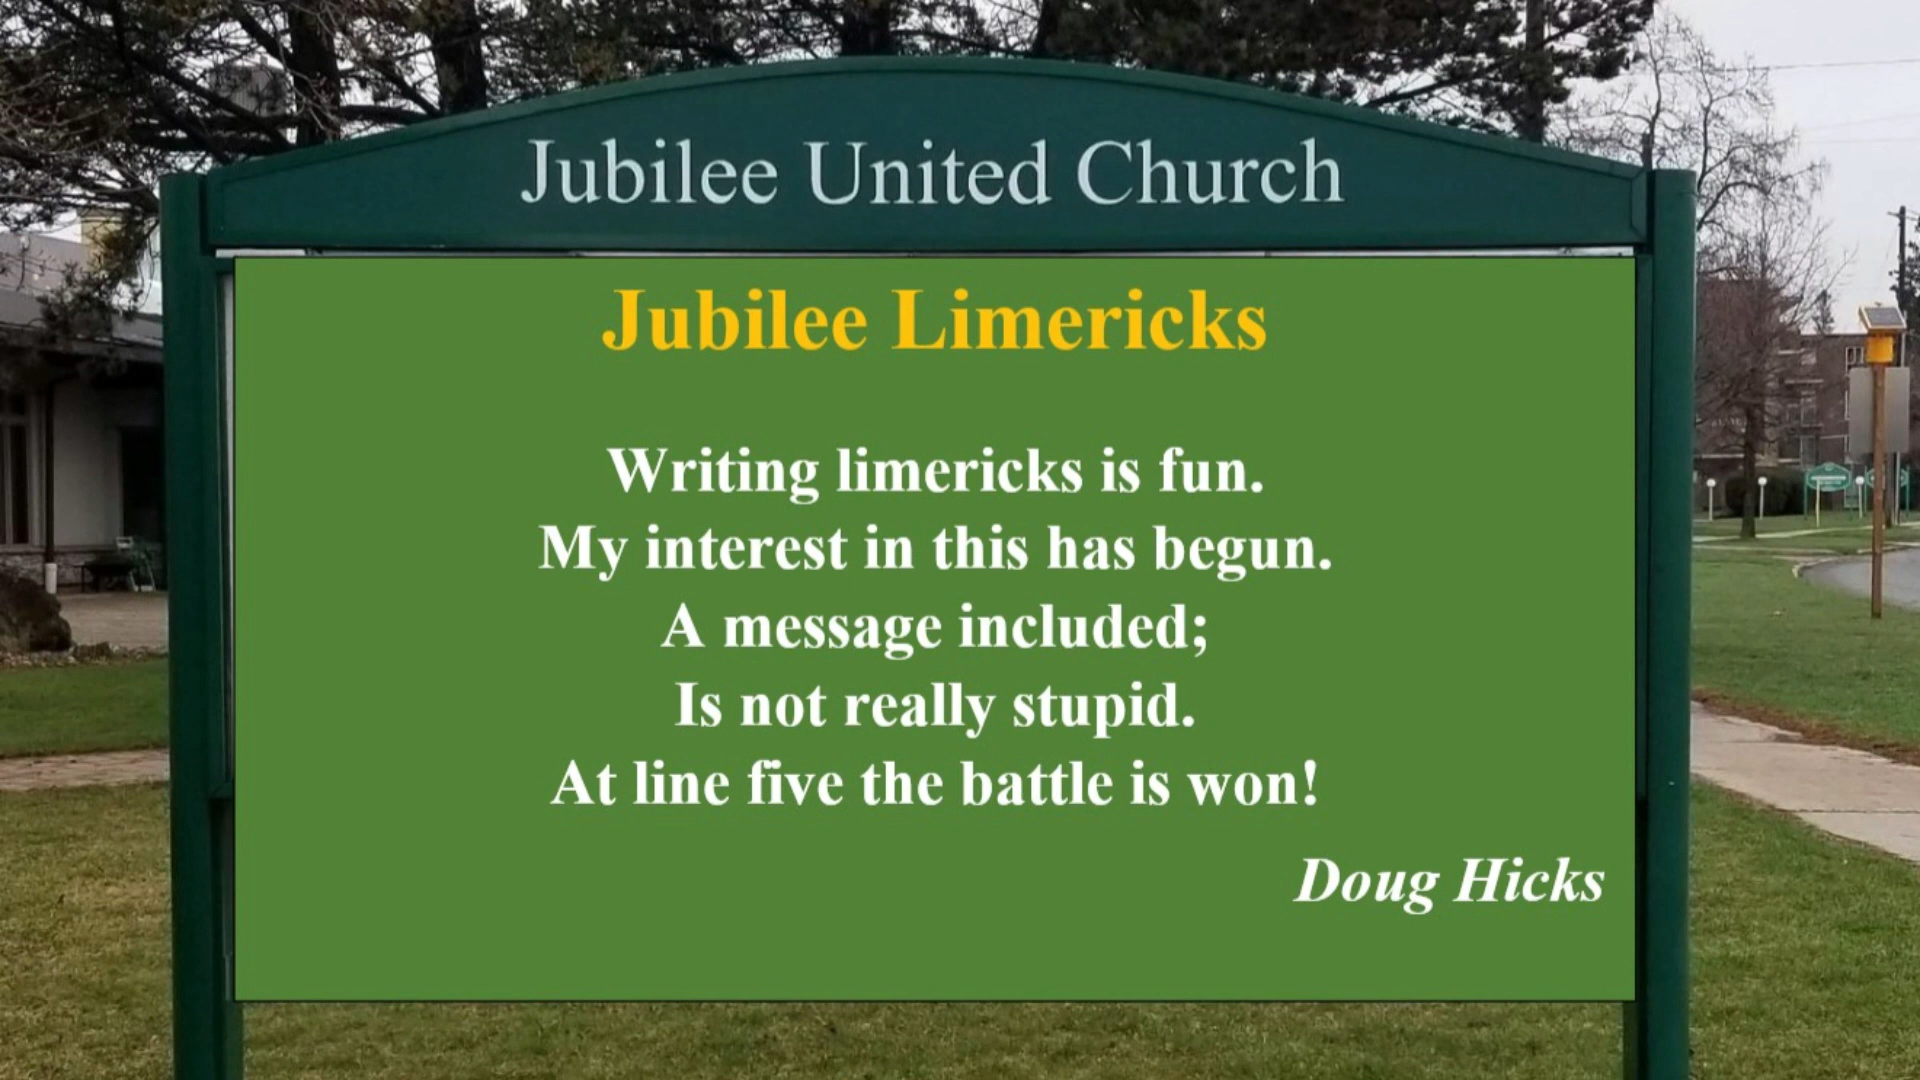 Jubilee United Church
Jubilee Limericks
Writing limericks is fun.
My interest in this has begun.
A message included;
Is not really stupid.
At line five the battle is won!
Doug Hicks